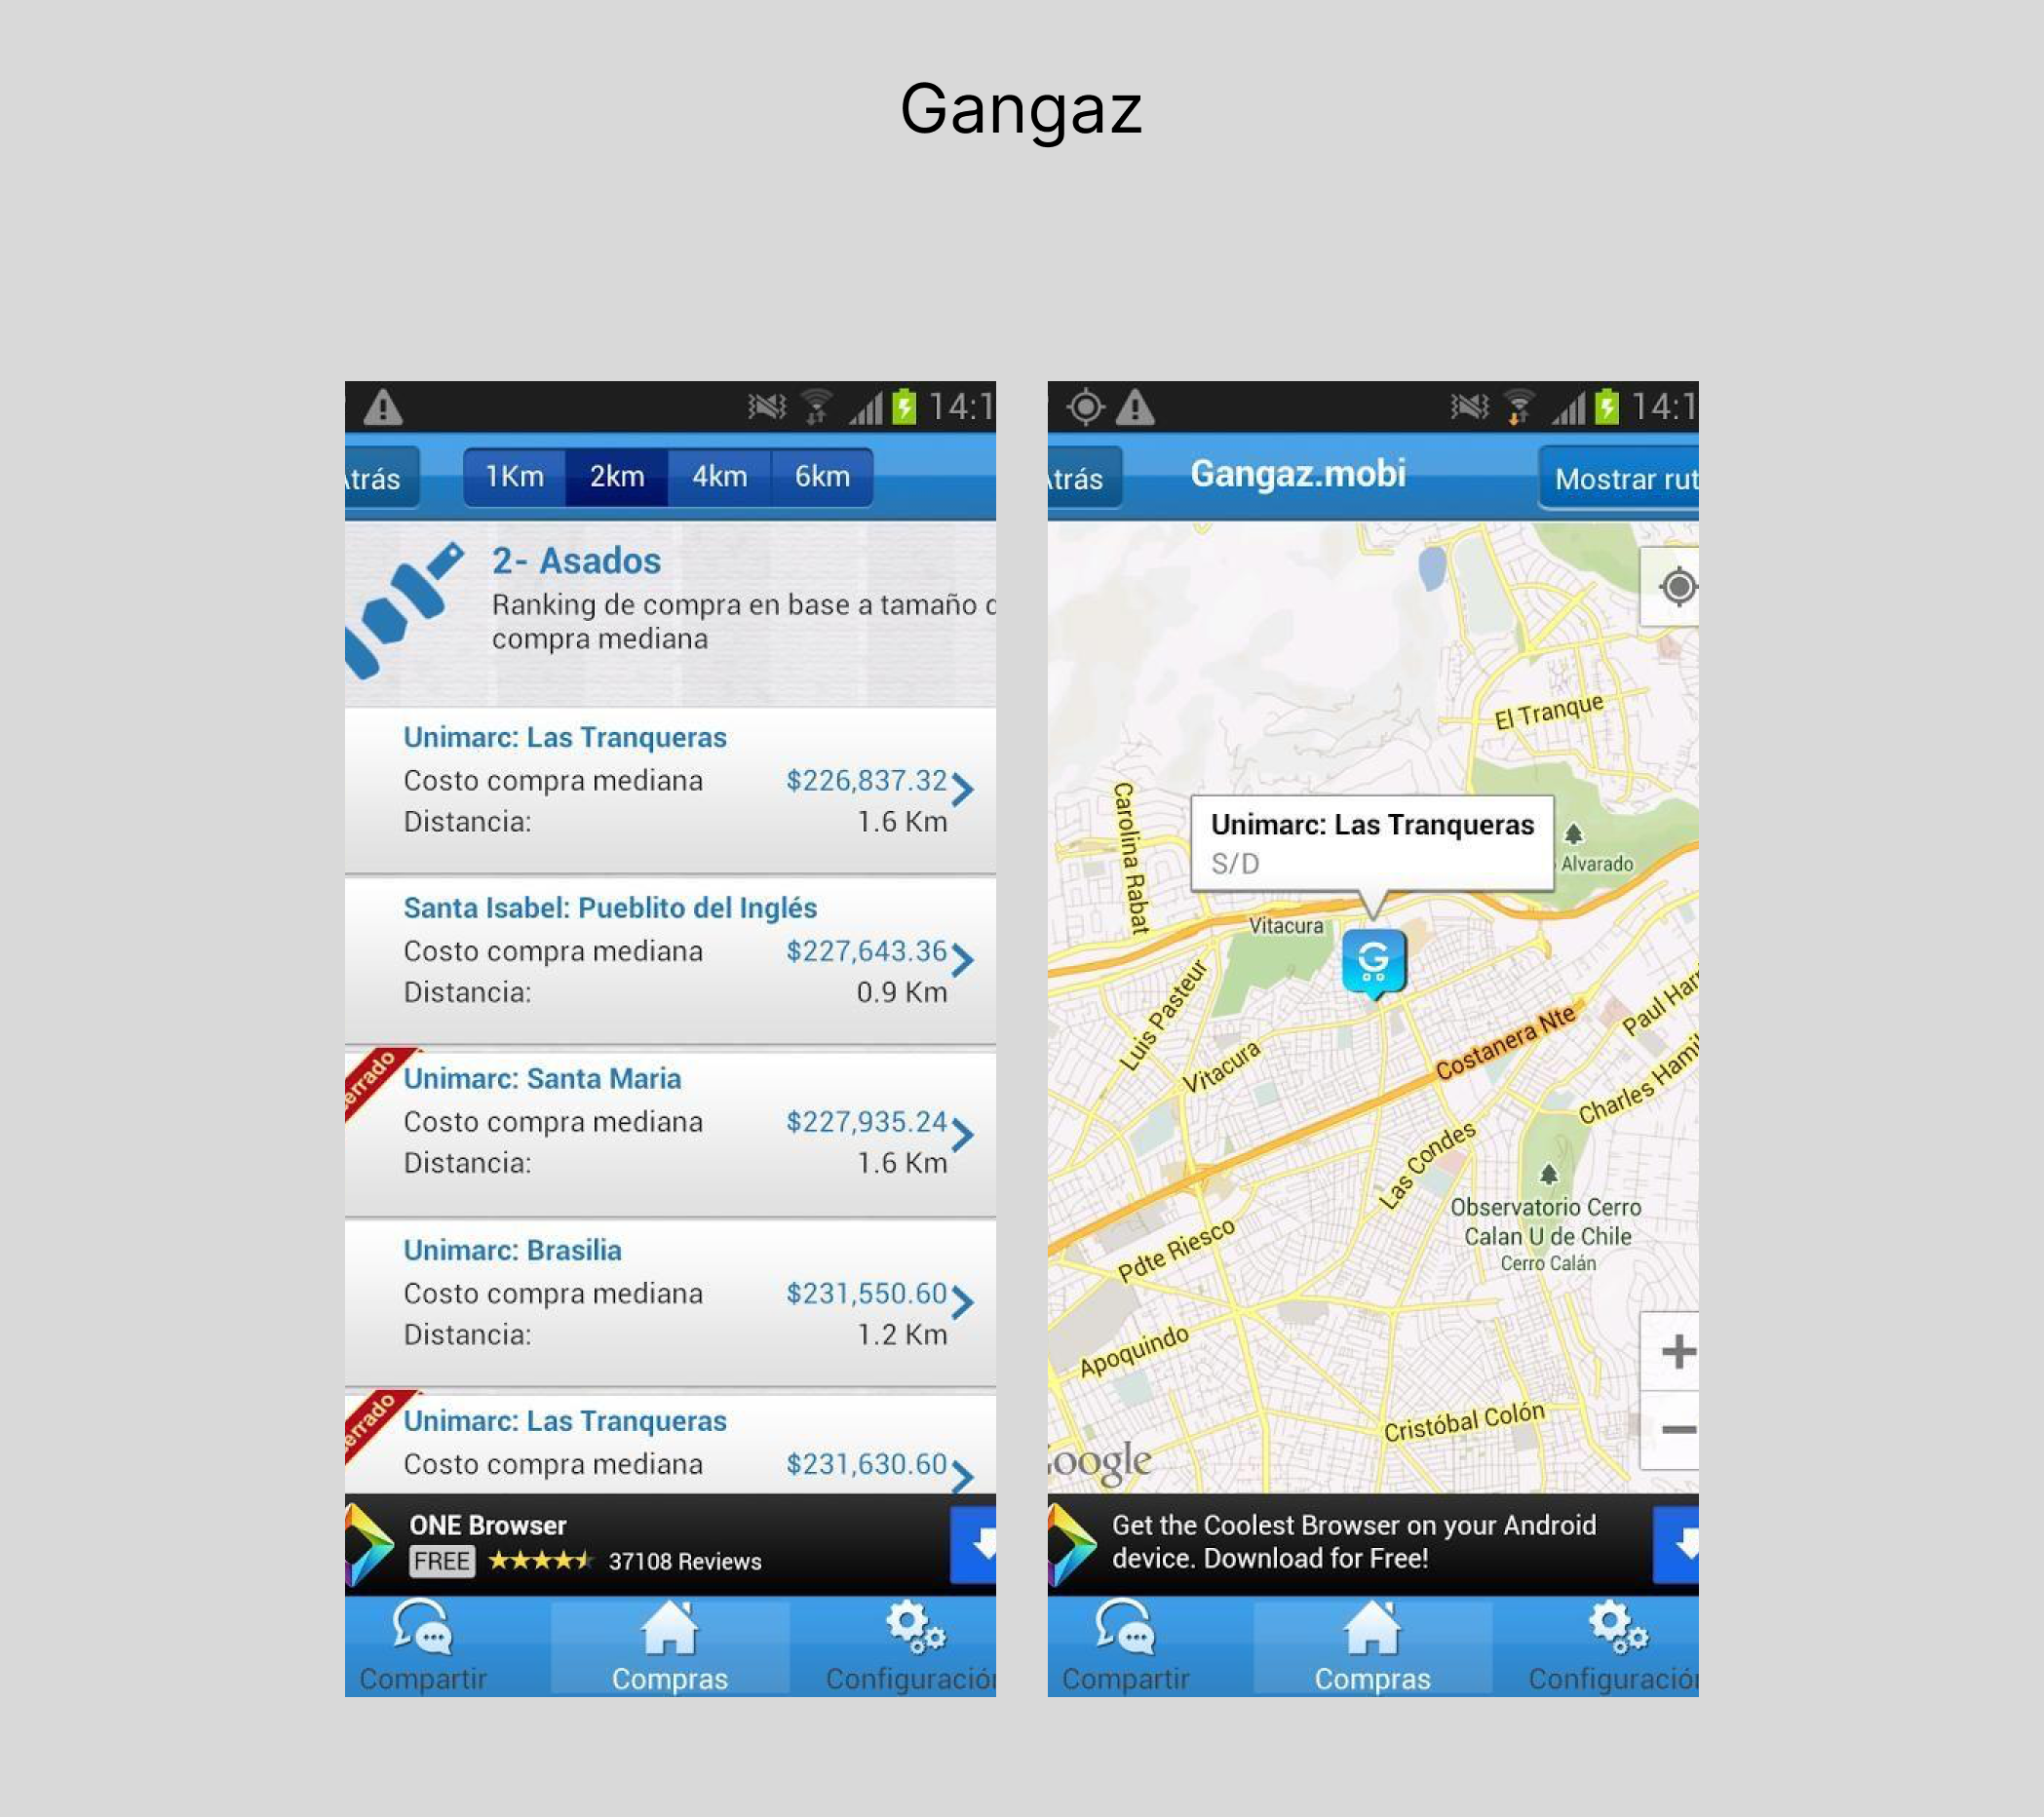 Gangaz
14:1
trás
1Km 2km 4km 6km
2- Asados
Ranking de compra en base a tamaño
compra mediana
Unimarc: Las Tranqueras
Costo compra mediana $226,837.32
Distancia: 1.6 Km
Santa Isabel: Pueblito del Inglés
Costo compra mediana $227,643.36
Distancia: 0.9 Km
errado
Unimarc: Santa Maria
Costo compra mediana $227,935.24
Distancia: 1.6 Km
Unimarc: Brasilia
Costo compra mediana $231,550.60
Distancia: 1.2 Km
errado
Unimarc: Las Tranqueras
Costo compra mediana $231,630.60
ONE Browser
FREE 37108 Reviews
Compartir
Compras
Configuració
14:1
trás
Gangaz.mobi
Mostrar rut
El Tranque
Carolina Rabat
Unimarc: Las Tranqueras
S/D
Alvarado
Vitacura
G
Luis Pasteur
Vitacura
Costanera Nte
Paul Har
Charles Hamil
Las Condes
Observatorio Cerro
Calan U de Chile
Cerro Calán
Pdte Riesco
Apoquindo
Cristóbal Colón
oogle
Get the Coolest Browser on your Android
device. Download for Free!
Compartir
Compras
Configuració